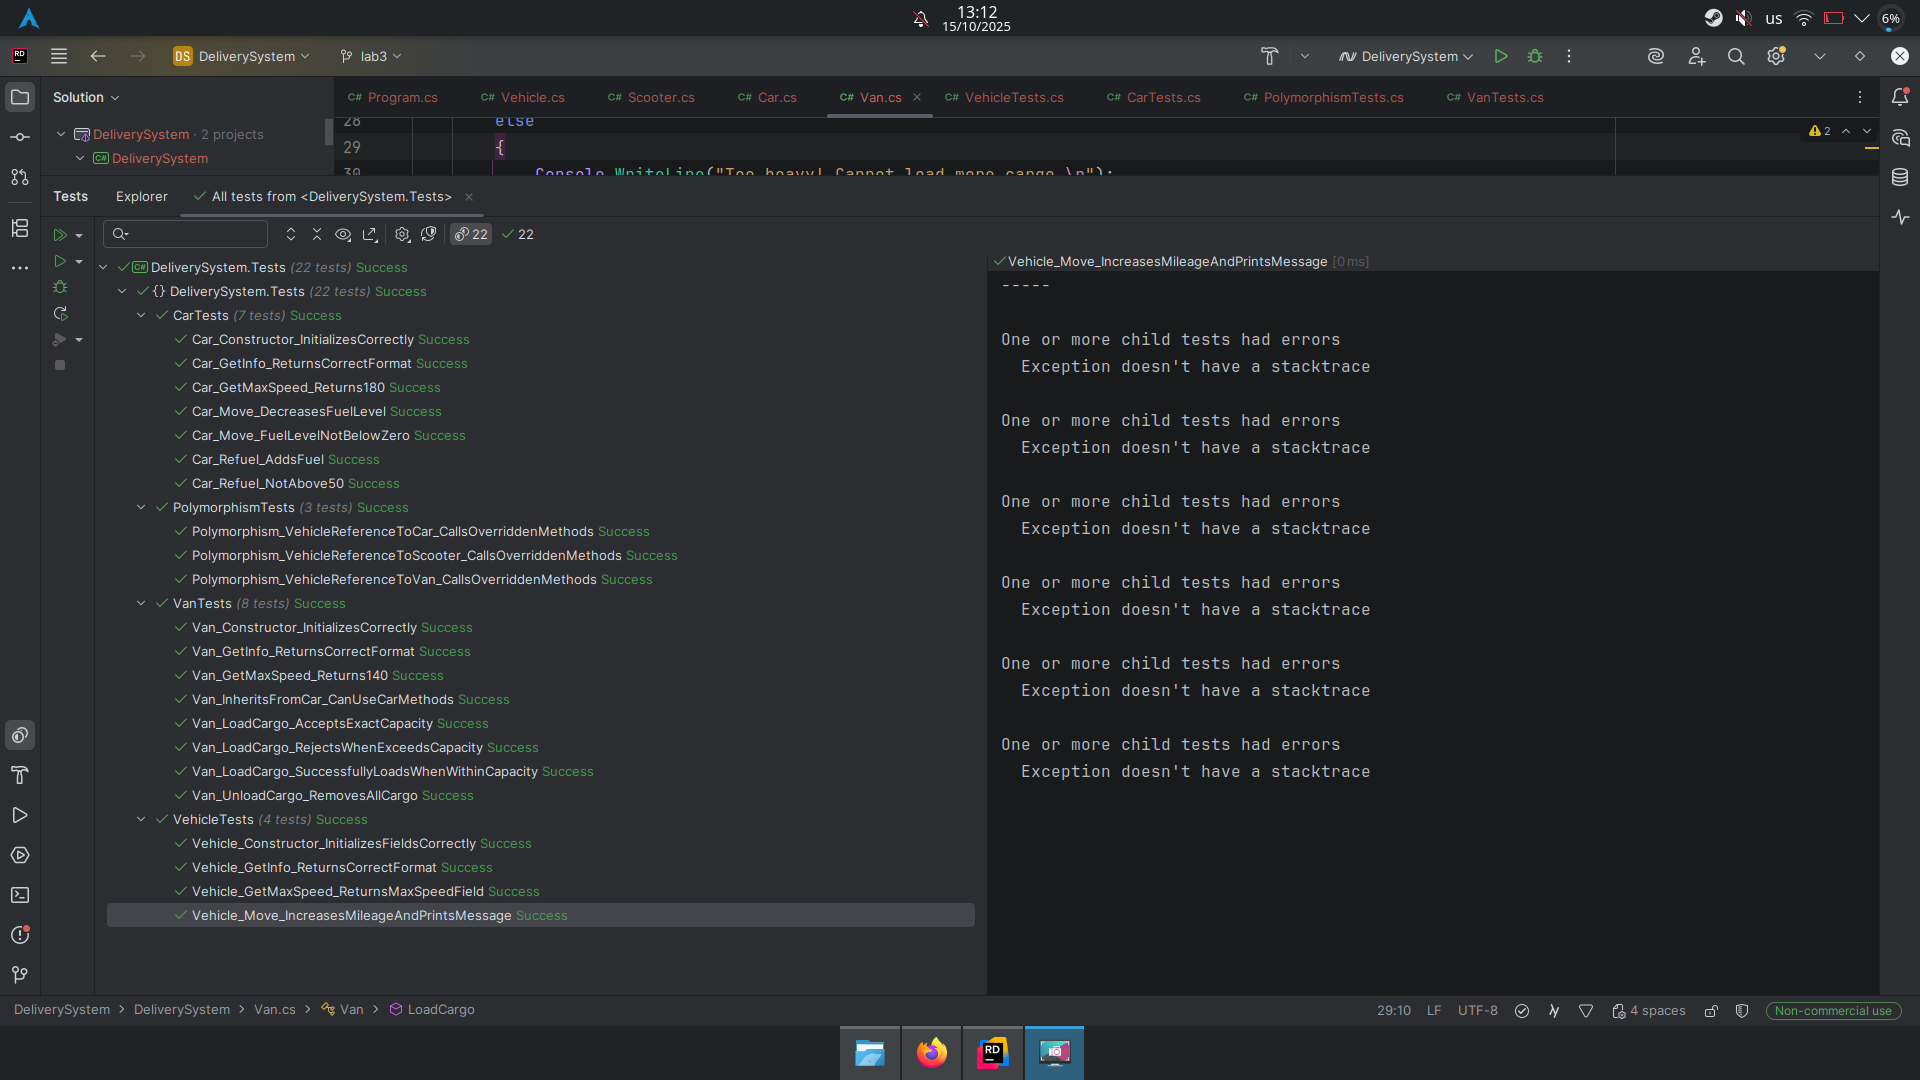 13:12
15/10/2025
us
6%
RD
DS DeliverySystem
lab3
DeliverySystem
Solution
C# Program.cs
C# Vehicle.cs
C# Scooter.cs
C# Car.cs
C# Van.cs
C# VehicleTests.cs
C# CarTests.cs
C# PolymorphismTests.cs
C# VanTests.cs
DeliverySystem · 2 projects
C# DeliverySystem
28 else
29 {
30 Console.WriteLine("Too heavy! Cannot load more cargo.\n");
2
Tests
Explorer
All tests from <DeliverySystem.Tests>
22
22
C# DeliverySystem.Tests (22 tests) Success
{} DeliverySystem.Tests (22 tests) Success
CarTests (7 tests) Success
Car_Constructor_InitializesCorrectly Success
Car_GetInfo_ReturnsCorrectFormat Success
Car_GetMaxSpeed_Returns180 Success
Car_Move_DecreasesFuelLevel Success
Car_Move_FuelLevelNotBelowZero Success
Car_Refuel_AddsFuel Success
Car_Refuel_NotAbove50 Success
PolymorphismTests (3 tests) Success
Polymorphism_VehicleReferenceToCar_CallsOverriddenMethods Success
Polymorphism_VehicleReferenceToScooter_CallsOverriddenMethods Success
Polymorphism_VehicleReferenceToVan_CallsOverriddenMethods Success
VanTests (8 tests) Success
Van_Constructor_InitializesCorrectly Success
Van_GetInfo_ReturnsCorrectFormat Success
Van_GetMaxSpeed_Returns140 Success
Van_InheritsFromCar_CanUseCarMethods Success
Van_LoadCargo_AcceptsExactCapacity Success
Van_LoadCargo_RejectsWhenExceedsCapacity Success
Van_LoadCargo_SuccessfullyLoadsWhenWithinCapacity Success
Van_UnloadCargo_RemovesAllCargo Success
VehicleTests (4 tests) Success
Vehicle_Constructor_InitializesFieldsCorrectly Success
Vehicle_GetInfo_ReturnsCorrectFormat Success
Vehicle_GetMaxSpeed_ReturnsMaxSpeedField Success
Vehicle_Move_IncreasesMileageAndPrintsMessage Success
Vehicle_Move_IncreasesMileageAndPrintsMessage [0 ms]
-----
One or more child tests had errors
Exception doesn't have a stacktrace
One or more child tests had errors
Exception doesn't have a stacktrace
One or more child tests had errors
Exception doesn't have a stacktrace
One or more child tests had errors
Exception doesn't have a stacktrace
One or more child tests had errors
Exception doesn't have a stacktrace
One or more child tests had errors
Exception doesn't have a stacktrace
DeliverySystem > DeliverySystem > Van.cs > Van > LoadCargo
29:10
LF
UTF-8
4 spaces
Non-commercial use
RD